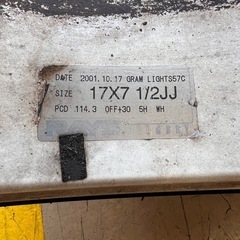 DATE 2001.10.17 GRAM LIGHTS57C
SIZE 17X7 1/2JJ
PCD 114.3 OFF+30 5H WH